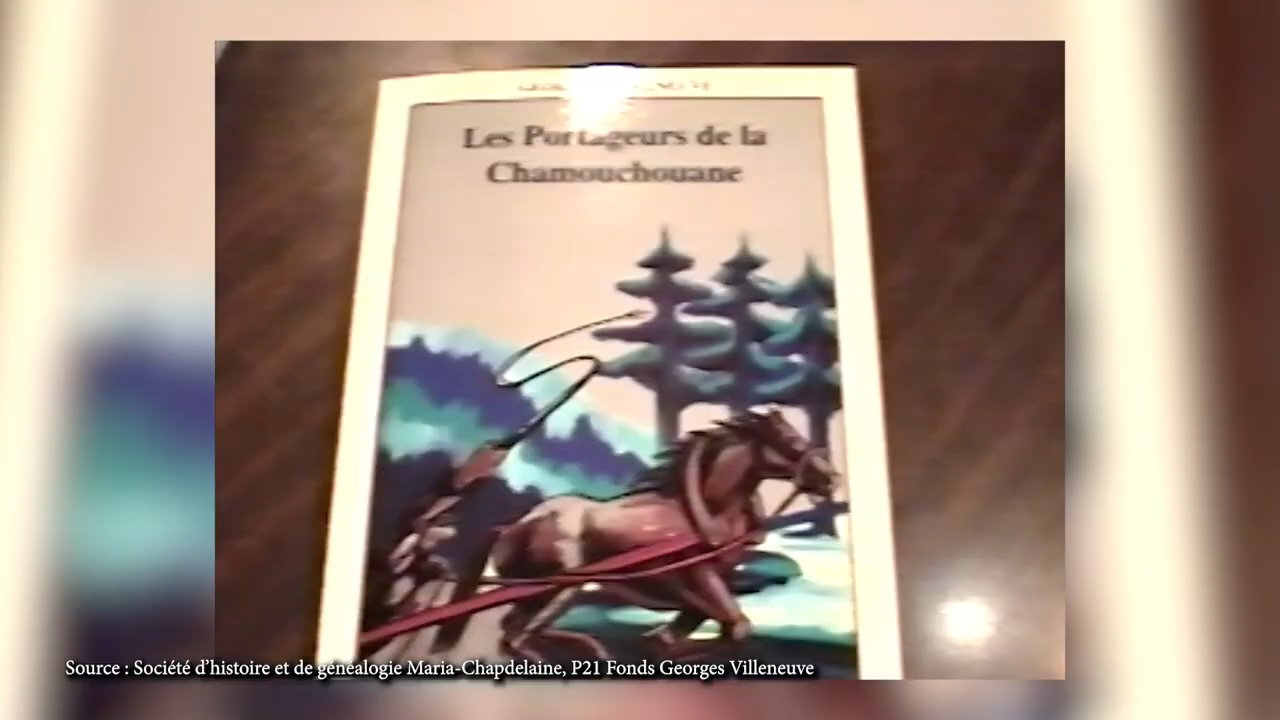 Les Portageurs de la
Chamouchouane
Source : Société d'histoire et de généalogie Maria-Chapdelaine, P21 Fonds Georges Villeneuve